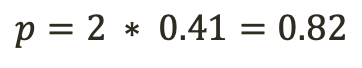 p = 2 * 0.41 = 0.82